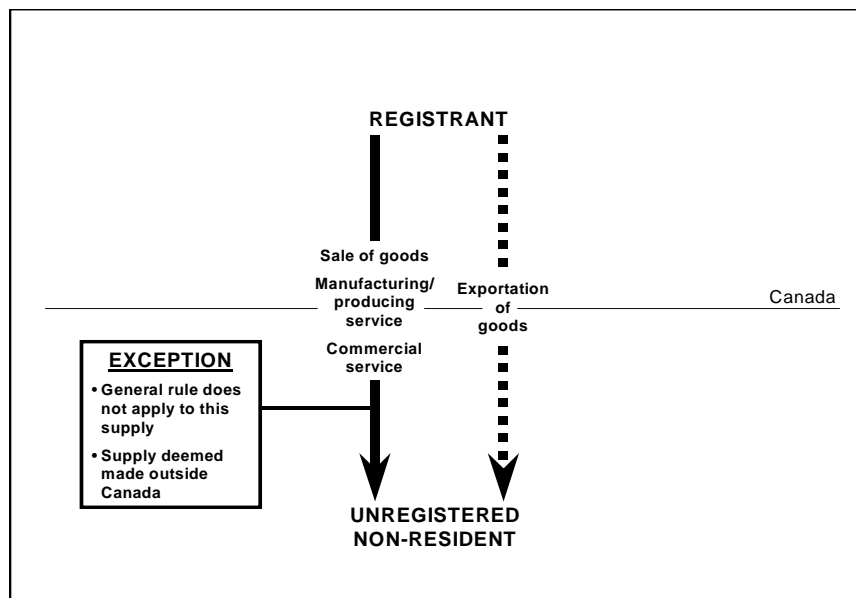 REGISTRANT
Sale of goods
Manufacturing/
producing
service
Commercial
service
Exportation
of
goods
Canada
EXCEPTION
• General rule does
not apply to this
supply
• Supply deemed
made outside
Canada
UNREGISTERED
NON-RESIDENT